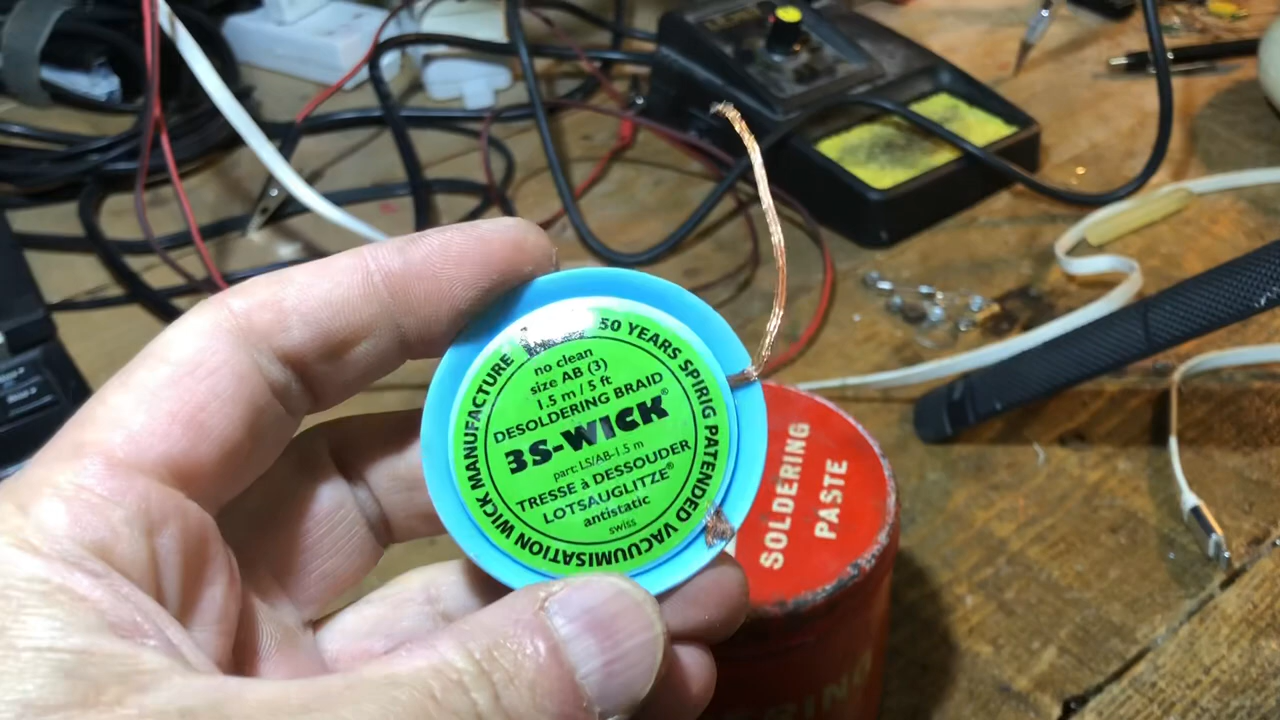 50 YEARS SPIRIG PATENDED VACUUMISATION WICK MANUFACTURE
no clean
size AB (3)
1.5 m / 5 ft
DESOLDERING BRAID
3S-WICK®
part: LS/AB-1.5 m
TRESSE à DESSOUDER
LOTSAUGLITZE®
antistatic
swiss
SOLDERING
PASTE